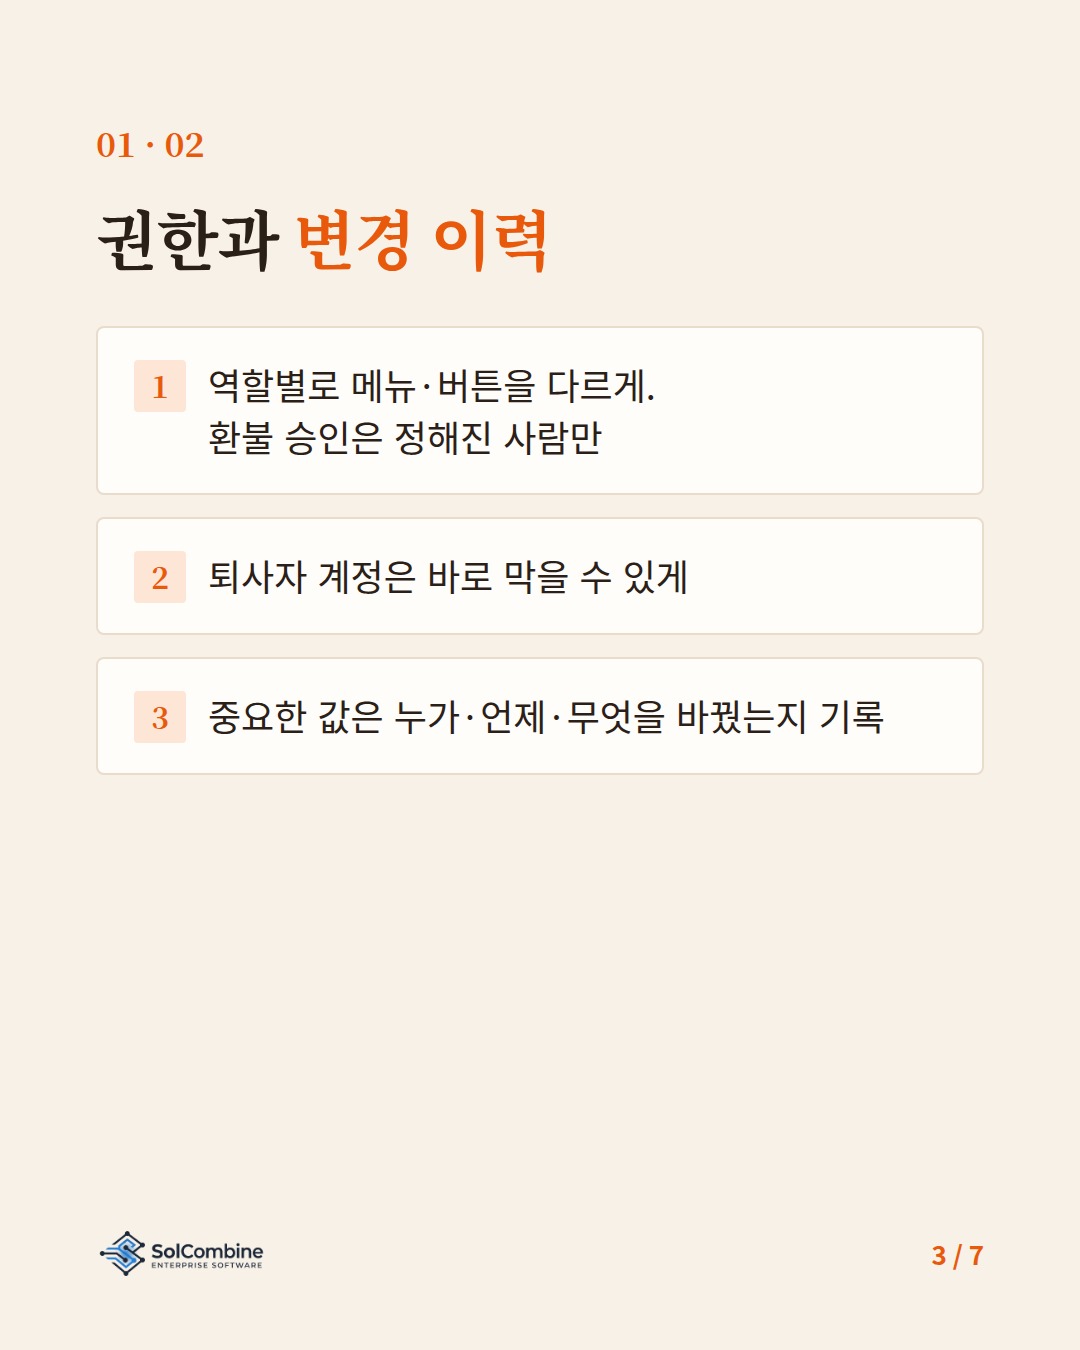 01 · 02
권한과 변경 이력
1 역할별로 메뉴·버튼을 다르게.
환불 승인은 정해진 사람만
2 퇴사자 계정은 바로 막을 수 있게
3 중요한 값은 누가·언제·무엇을 바꿨는지 기록
SolCombine
ENTERPRISE SOFTWARE
3 / 7